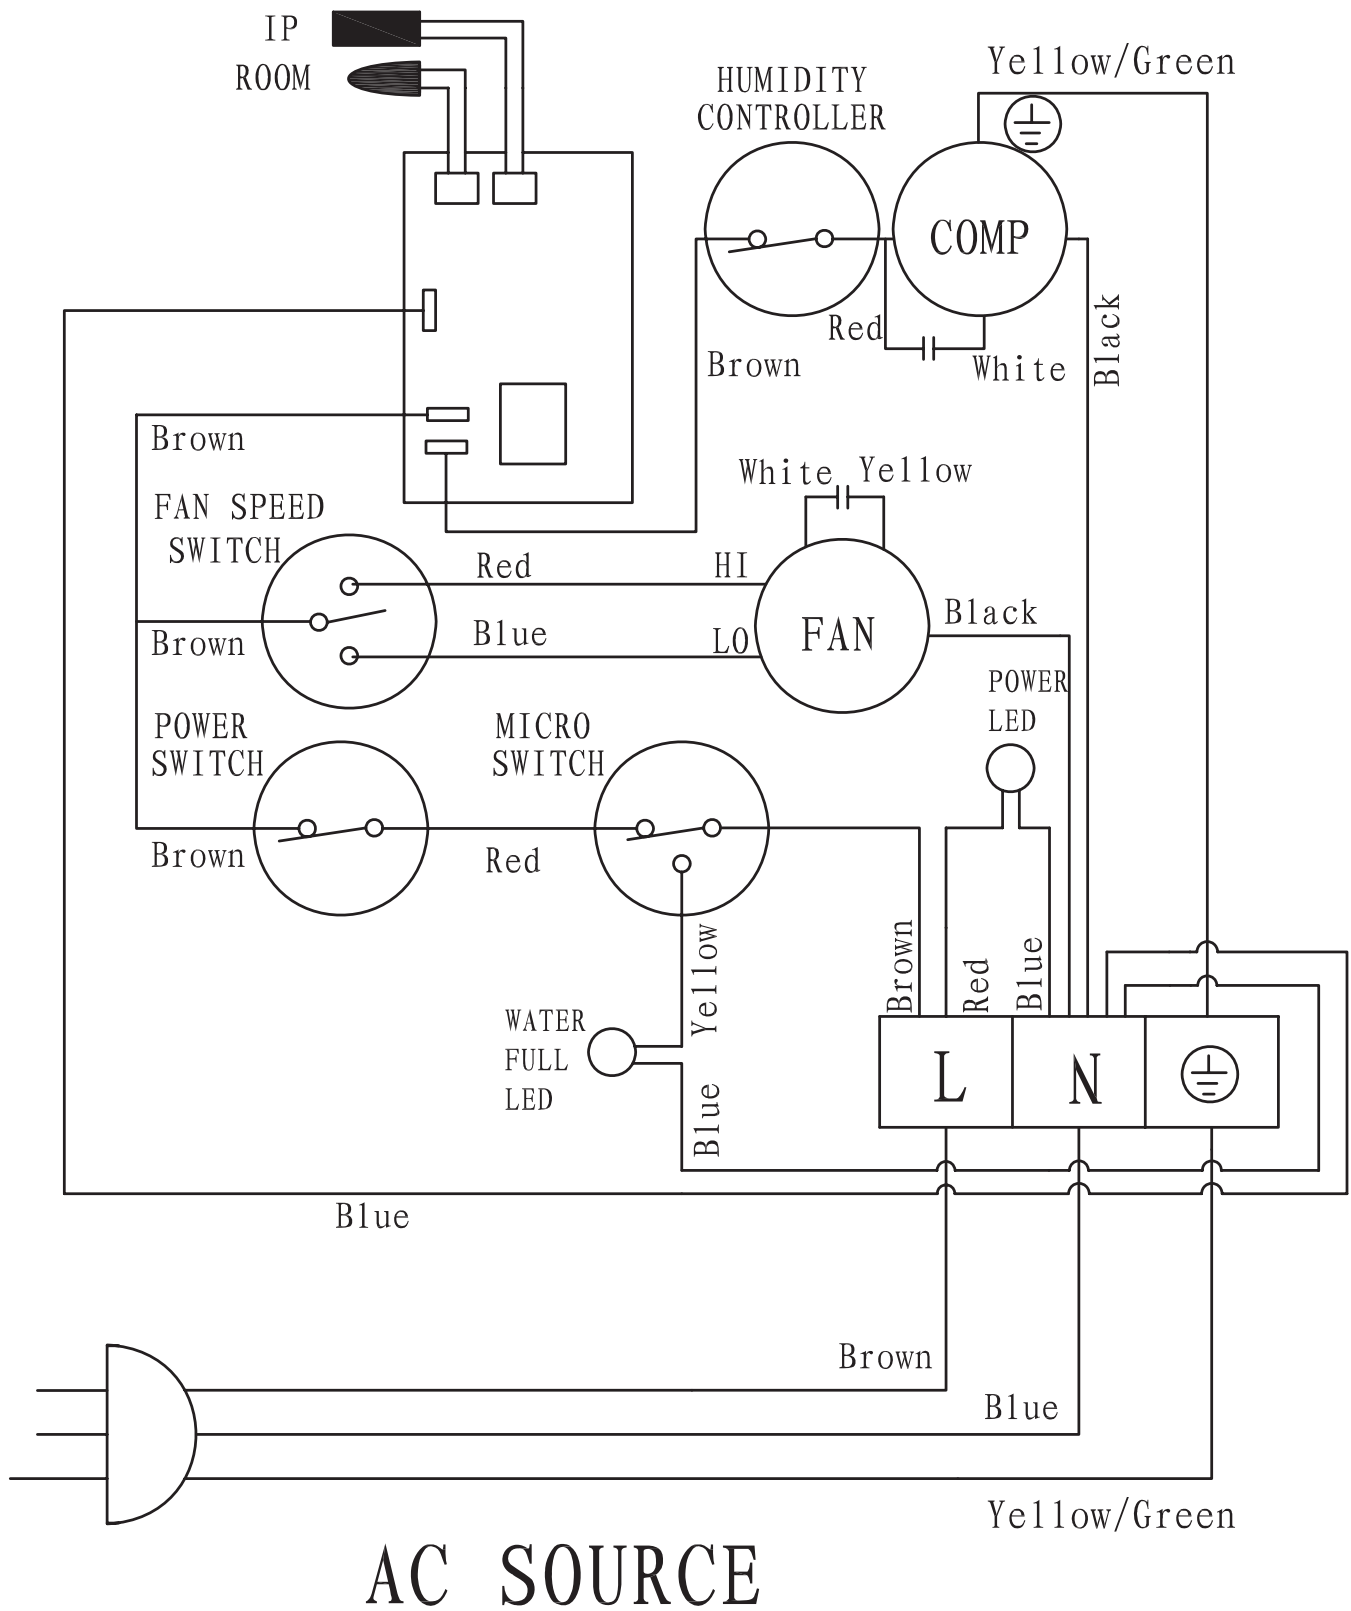 IP
ROOM
HUMIDITY
CONTROLLER
Yellow/Green
COMP
Red
White
Black
Brown
Brown
FAN SPEED
SWITCH
White
Yellow
Red
HI
Blue
LO
FAN
Black
Brown
POWER
LED
POWER
SWITCH
MICRO
SWITCH
Brown
Red
Yellow
Brown
Red
Blue
WATER
FULL
LED
Blue
L
N
Blue
Brown
Blue
Yellow/Green
AC SOURCE